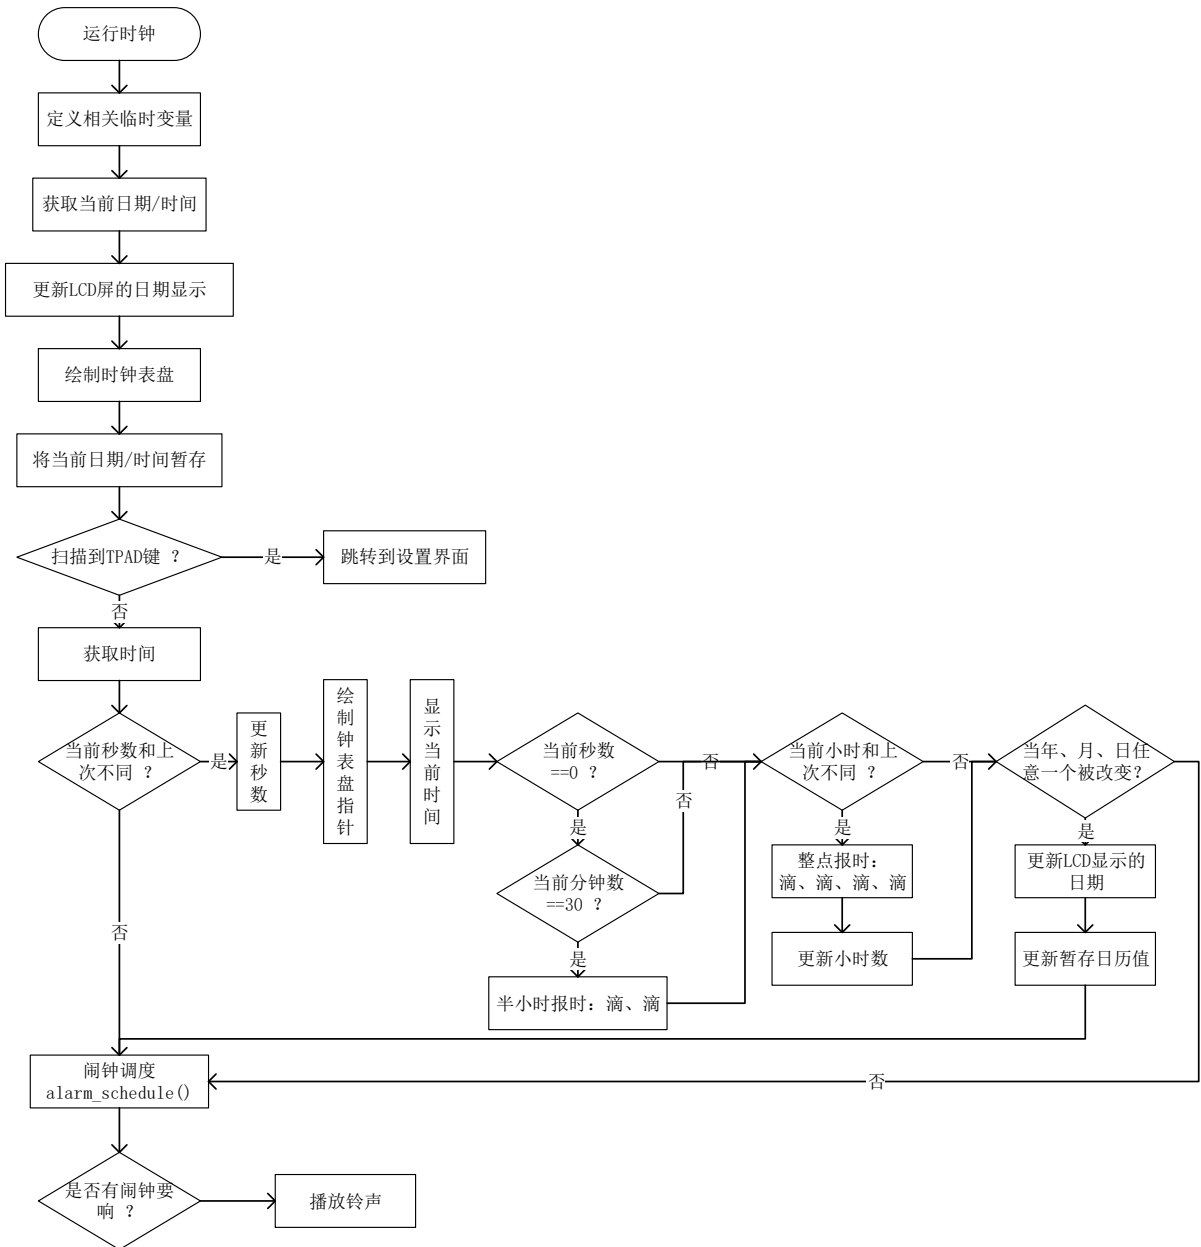 运行时钟
定义相关临时变量
获取当前日期/时间
更新LCD屏的日期显示
绘制时钟表盘
将当前日期/时间暂存
扫描到TPAD键 ？
是
跳转到设置界面
否
获取时间
当前秒数和上
次不同 ？
是
更
新
秒
数
绘
制
钟
表
盘
指
针
显
示
当
前
时
间
当前秒数
==0 ？
否
是
否
当前分钟数
==30 ？
是
半小时报时：滴、滴
当前小时和上
次不同 ？
否
是
整点报时：
滴、滴、滴、滴
更新小时数
当年、月、日任
意一个被改变？
是
更新LCD显示的
日期
更新暂存日历值
否
否
闹钟调度
alarm_schedule()
是否有闹钟要
响 ？
播放铃声